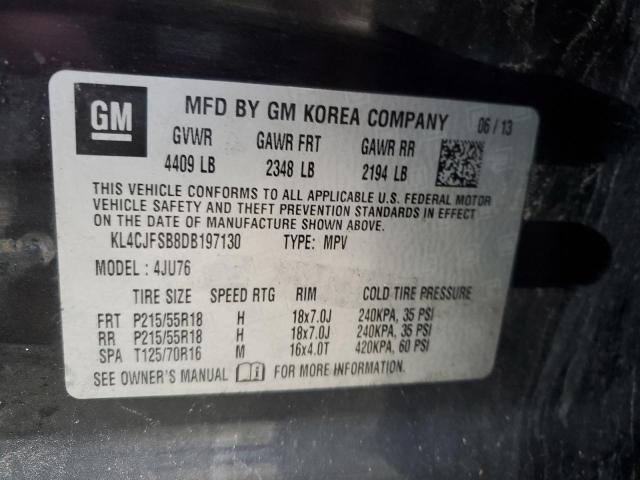 GM MFD BY GM KOREA COMPANY 06 / 13
GVWR GAWR FRT GAWR RR
4409 LB 2348 LB 2194 LB
THIS VEHICLE CONFORMS TO ALL APPLICABLE U.S. FEDERAL MOTOR
VEHICLE SAFETY AND THEFT PREVENTION STANDARDS IN EFFECT
ON THE DATE OF MANUFACTURE SHOWN ABOVE.
KL4CJFSB8DB197130 TYPE: MPV
MODEL : 4JU76
TIRE SIZE SPEED RTG RIM COLD TIRE PRESSURE
FRT P215/55R18 H 18x7.0J 240KPA, 35 PSI
RR P215/55R18 H 18x7.0J 240KPA, 35 PSI
SPA T125/70R16 M 16x4.0T 420KPA, 60 PSI
SEE OWNER'S MANUAL i FOR MORE INFORMATION.